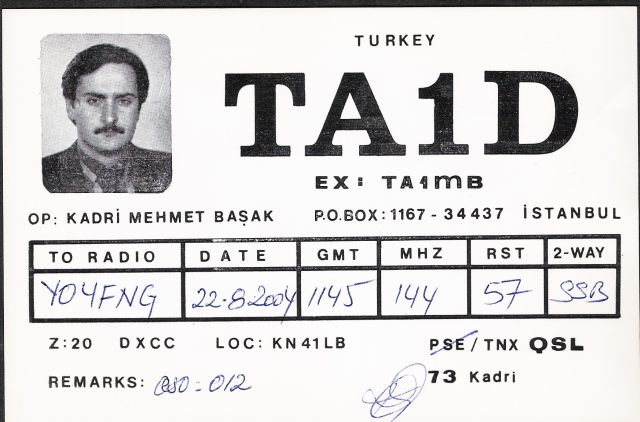 TURKEY
TA1D
EX: TA1MB
OP: KADRİ MEHMET BAŞAK P.O.BOX: 1167 - 34437 İSTANBUL
TO RADIO DATE GMT MHZ RST 2-WAY
YO4FNG 22-8-2004 1145 144 57 SSB
Z:20 DXCC LOC: KN41LB PSE/TNX QSL
REMARKS: QSO: 012 73 Kadri